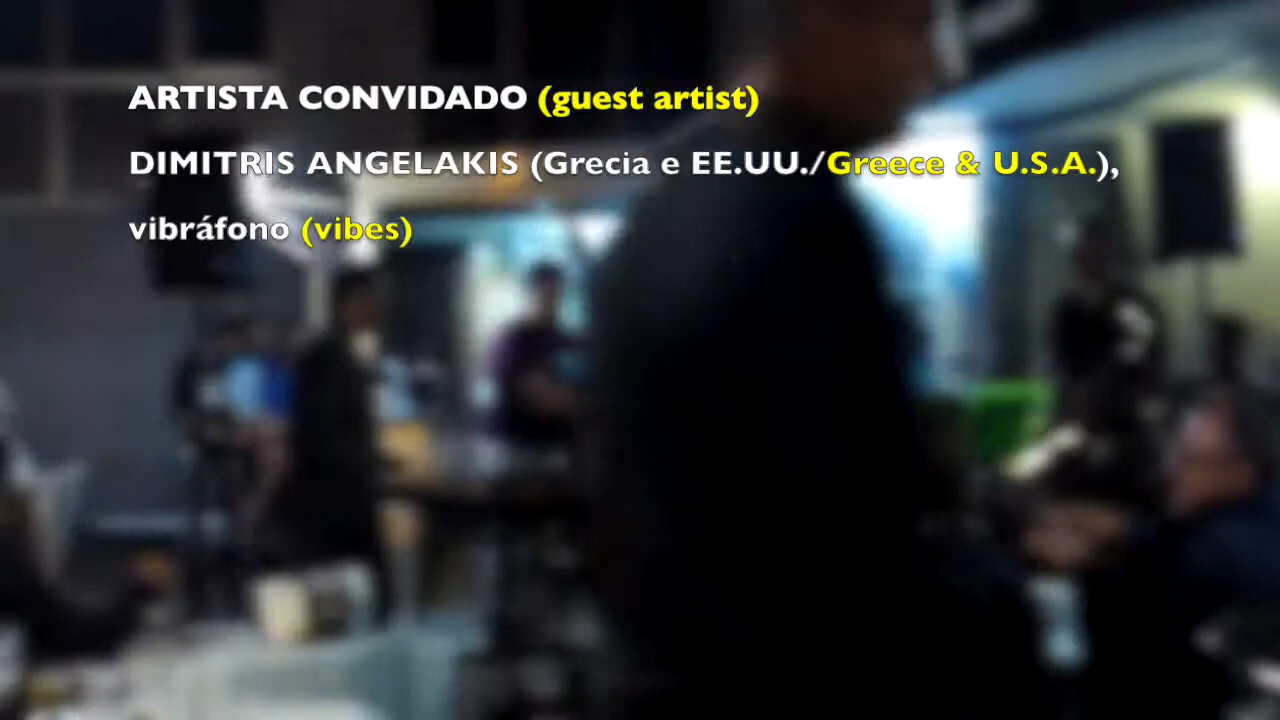 ARTISTA CONVIDADO (guest artist)
DIMITRIS ANGELAKIS (Grecia e EE.UU./Greece & U.S.A.),
vibráfono (vibes)